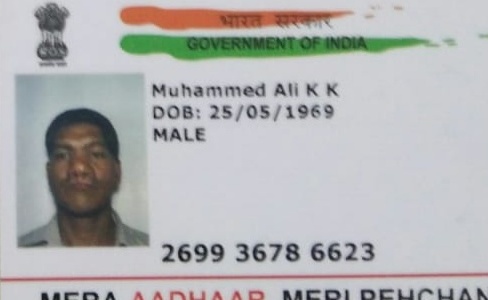 भारत सरकार
GOVERNMENT OF INDIA
Muhammed Ali K K
DOB: 25/05/1969
MALE
2699 3678 6623
MERA AADHAAR, MERI PEHCHAN